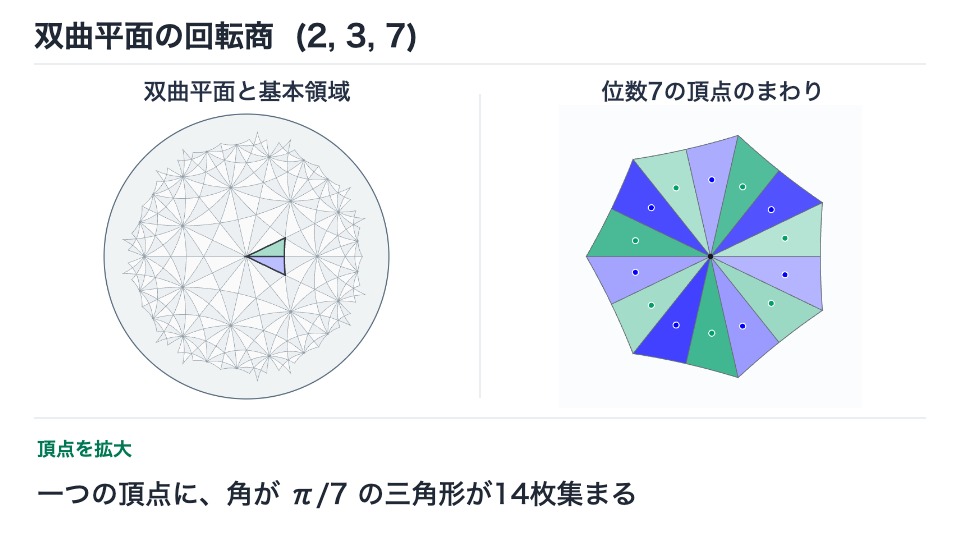 双曲平面の回転商 (2, 3, 7)
双曲平面と基本領域
位数7の頂点のまわり
頂点を拡大
一つの頂点に、角が π/7 の三角形が14枚集まる